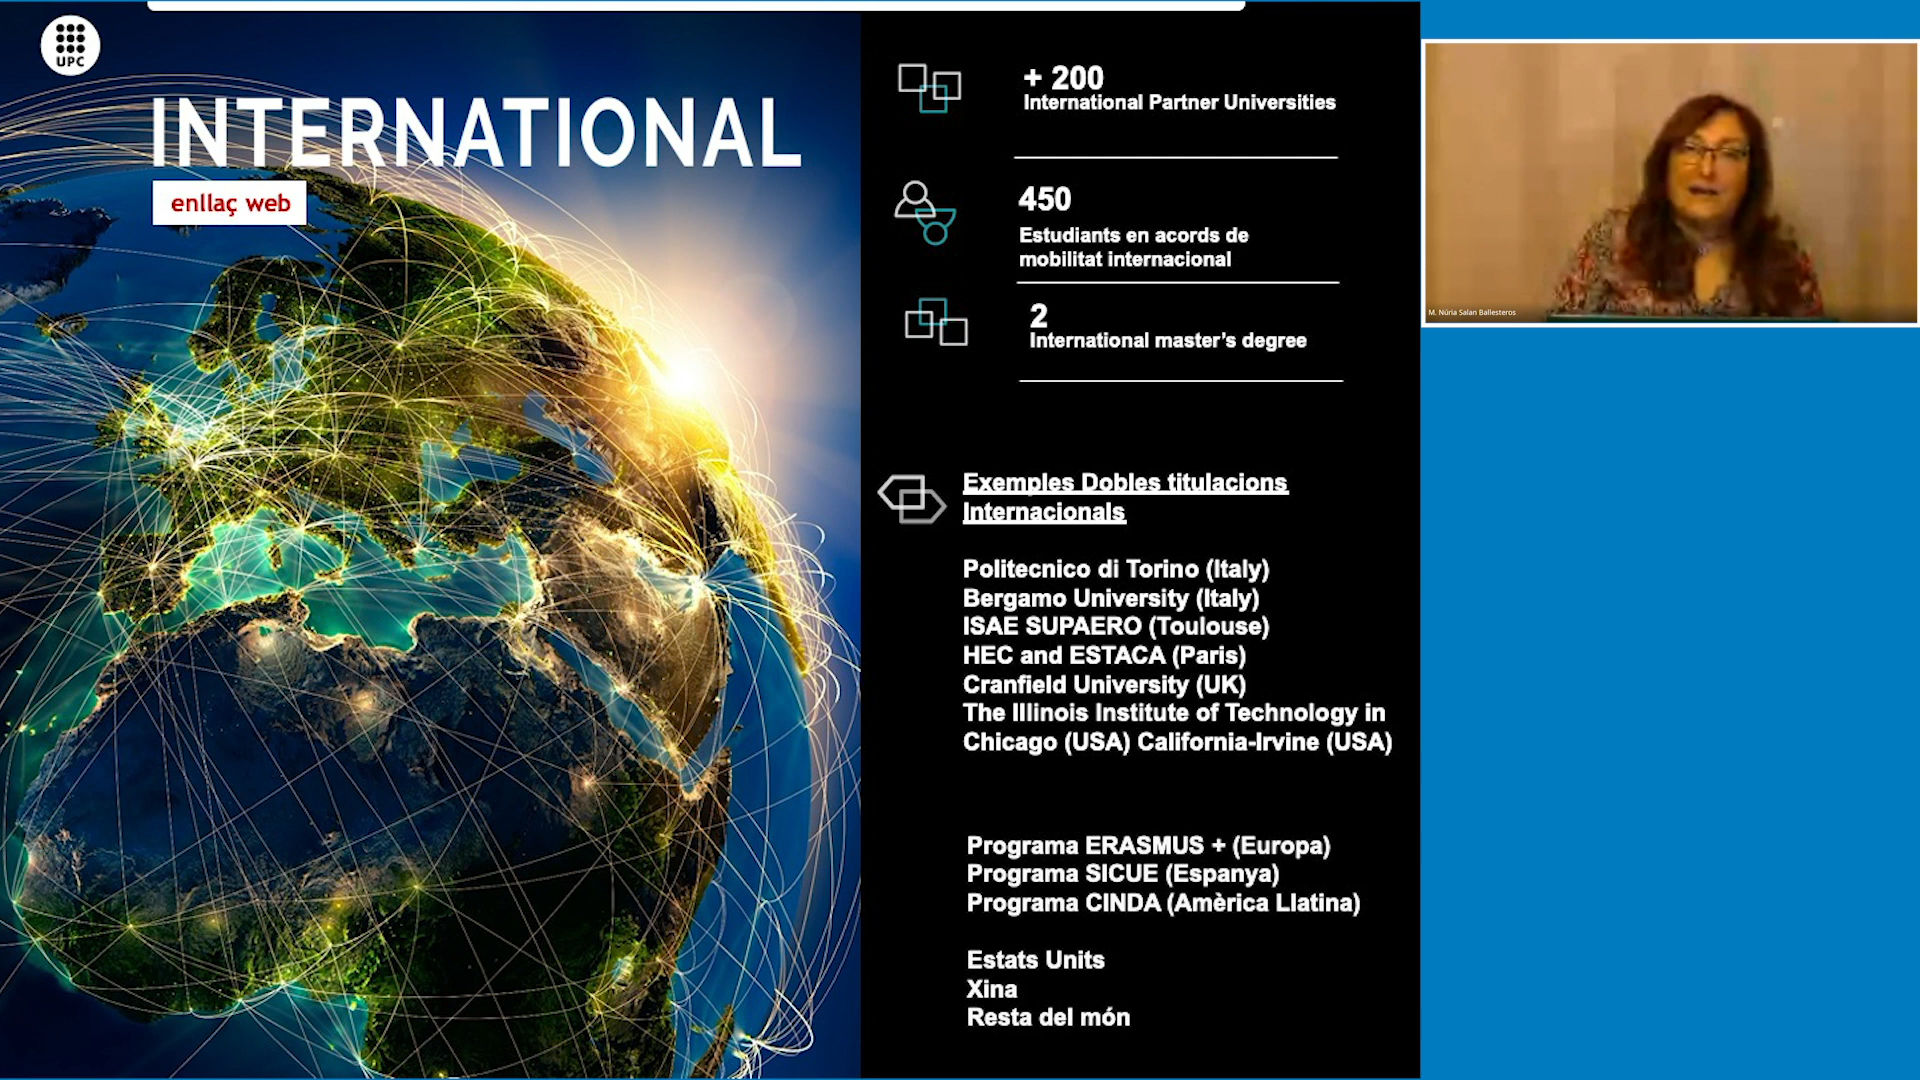 UPC
INTERNATIONAL
enllaç web
+ 200
International Partner Universities
450
Estudiants en acords de
mobilitat internacional
2
International master's degree
Exemples Dobles titulacions
Internacionals
Politecnico di Torino (Italy)
Bergamo University (Italy)
ISAE SUPAERO (Toulouse)
HEC and ESTACA (Paris)
Cranfield University (UK)
The Illinois Institute of Technology in
Chicago (USA) California-Irvine (USA)
Programa ERASMUS + (Europa)
Programa SICUE (Espanya)
Programa CINDA (Amèrica Llatina)
Estats Units
Xina
Resta del món
M. Núria Salan Ballesteros